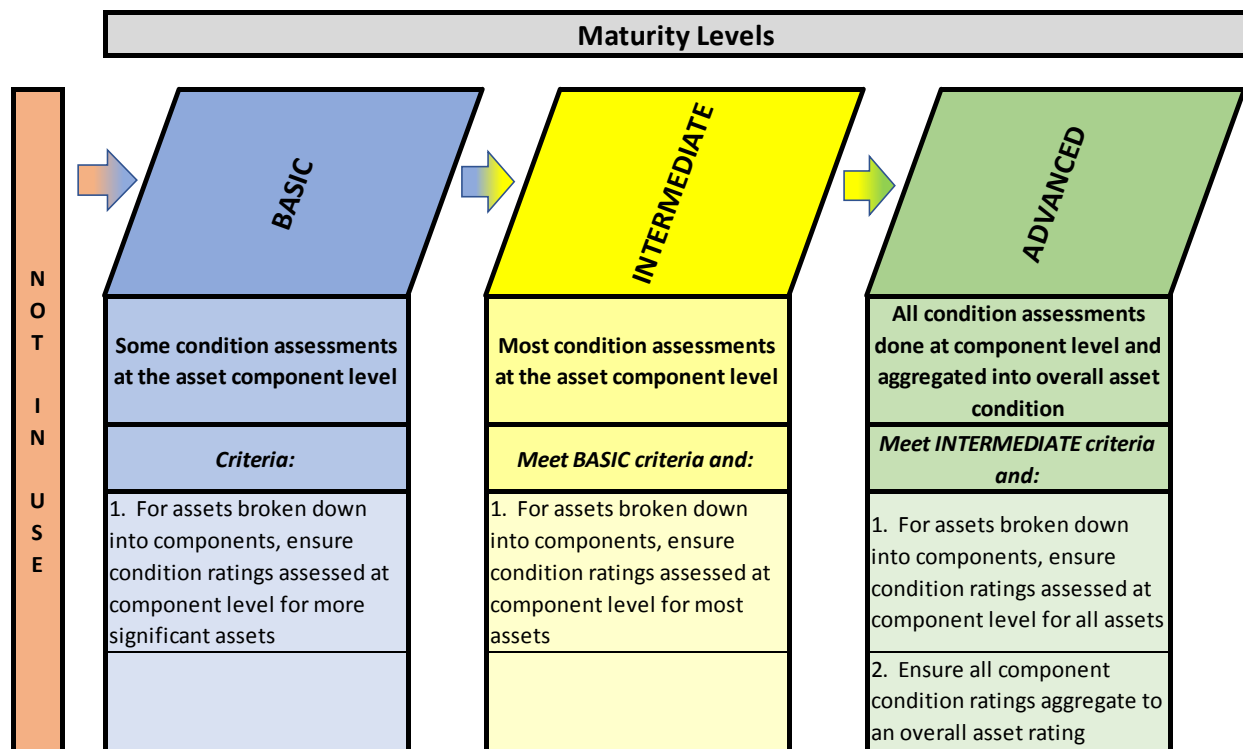 Maturity Levels
NOT IN USE
BASIC
Some condition assessments
at the asset component level
Criteria:
1.  For assets broken down
into components, ensure
condition ratings assessed at
component level for more
significant assets
INTERMEDIATE
Most condition assessments
at the asset component level
Meet BASIC criteria and:
1.  For assets broken down
into components, ensure
condition ratings assessed at
component level for most
assets
ADVANCED
All condition assessments
done at component level and
aggregated into overall asset
condition
Meet INTERMEDIATE criteria
and:
1.  For assets broken down
into components, ensure
condition ratings assessed at
component level for all assets
2.  Ensure all component
condition ratings aggregate to
an overall asset rating